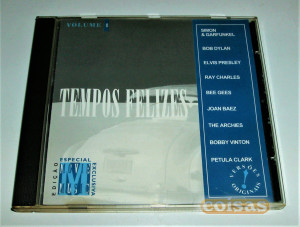 VOLUME 1
SIMON
& GARFUNKEL
BOB DYLAN
ELVIS PRESLEY
RAY CHARLES
BEE GEES
JOAN BAEZ
THE ARCHIES
BOBBY VINTON
PETULA CLARK
TEMPOS FELIZES
EDIÇÃO
ESPECIAL
EXCLUSIVA
VERSÕES
ORIGINAIS
coisas